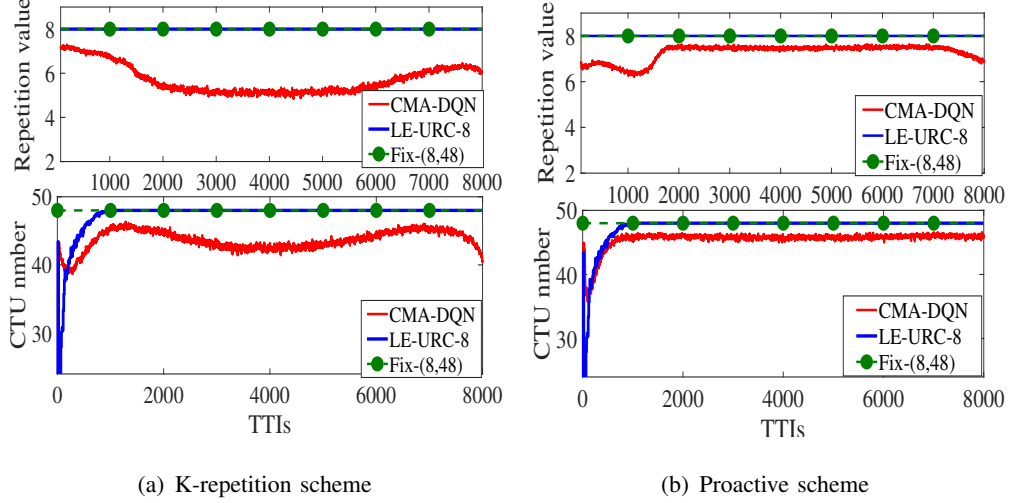 Repetition value
8
6
4
2
CMA-DQN
LE-URC-8
Fix-(8,48)
1000 2000 3000 4000 5000 6000 7000 8000
CTU nmber
50
40
30
CMA-DQN
LE-URC-8
Fix-(8,48)
0 2000 4000 6000 8000
TTIs
(a) K-repetition scheme
Repetition value
10
8
6
4
2
CMA-DQN
LE-URC-8
Fix-(8,48)
1000 2000 3000 4000 5000 6000 7000 8000
CTU nmber
50
40
30
CMA-DQN
LE-URC-8
Fix-(8,48)
0 2000 4000 6000 8000
TTIs
(b) Proactive scheme